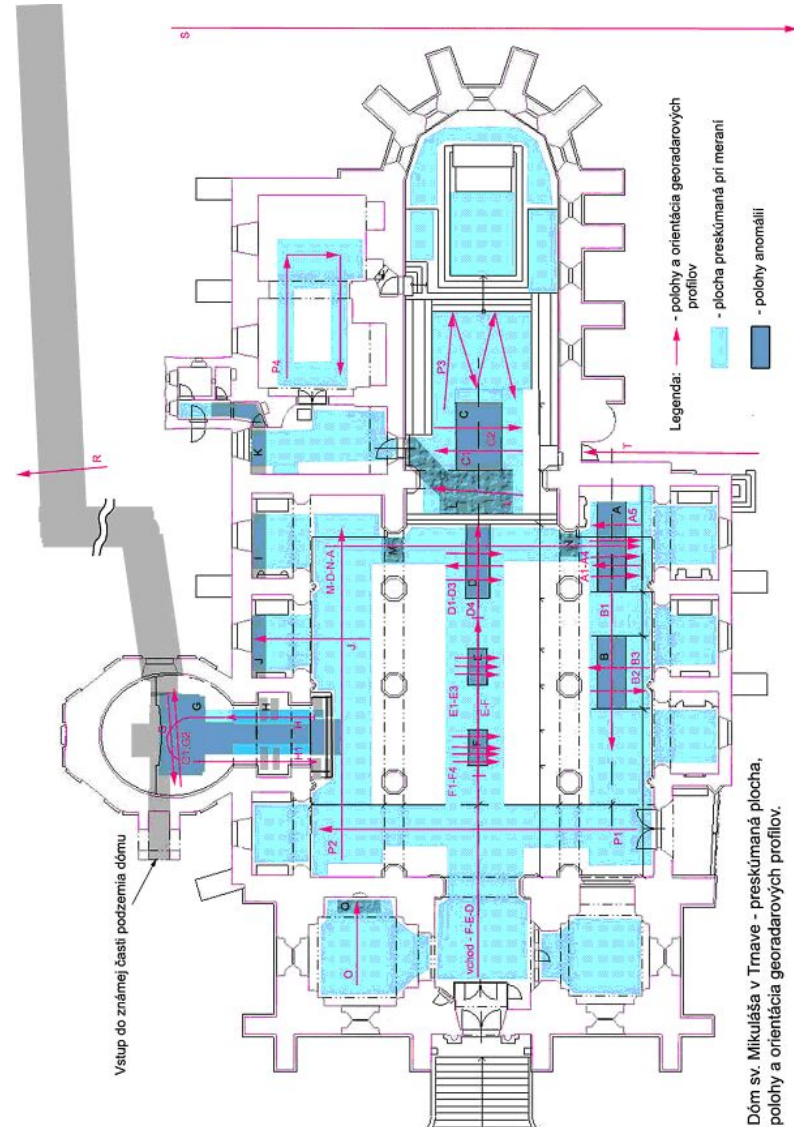 Vstup do známej časti podzemia dómu
S
R
P4
K
I
J
J
M-D-N-A
G
G
G1,G2
H
H
H1
P2
O
O
P3
C
C1
C2
M
N
D
D1-D3
D4
E
E1-E3
E-F
F
F1-F4
vchod - F-E-D
A
A5
A1-A4
B1
B
B2
B3
P1
T
Legenda:
- polohy a orientácia georadarových
profilov
- plocha preskúmaná pri meraní
- polohy anomálií
Dóm sv. Mikuláša v Trnave - preskúmaná plocha,
polohy a orientácia georadarových profilov.